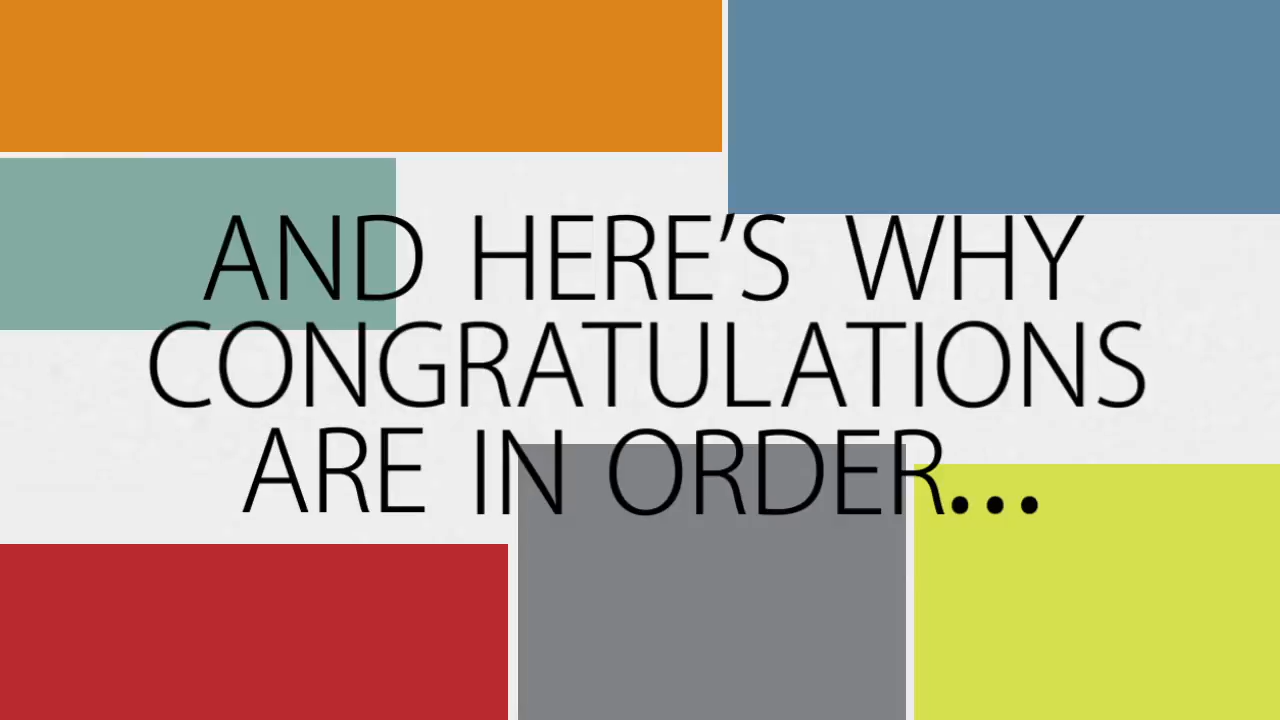 AND HERE’S WHY
CONGRATULATIONS
ARE IN ORDER...